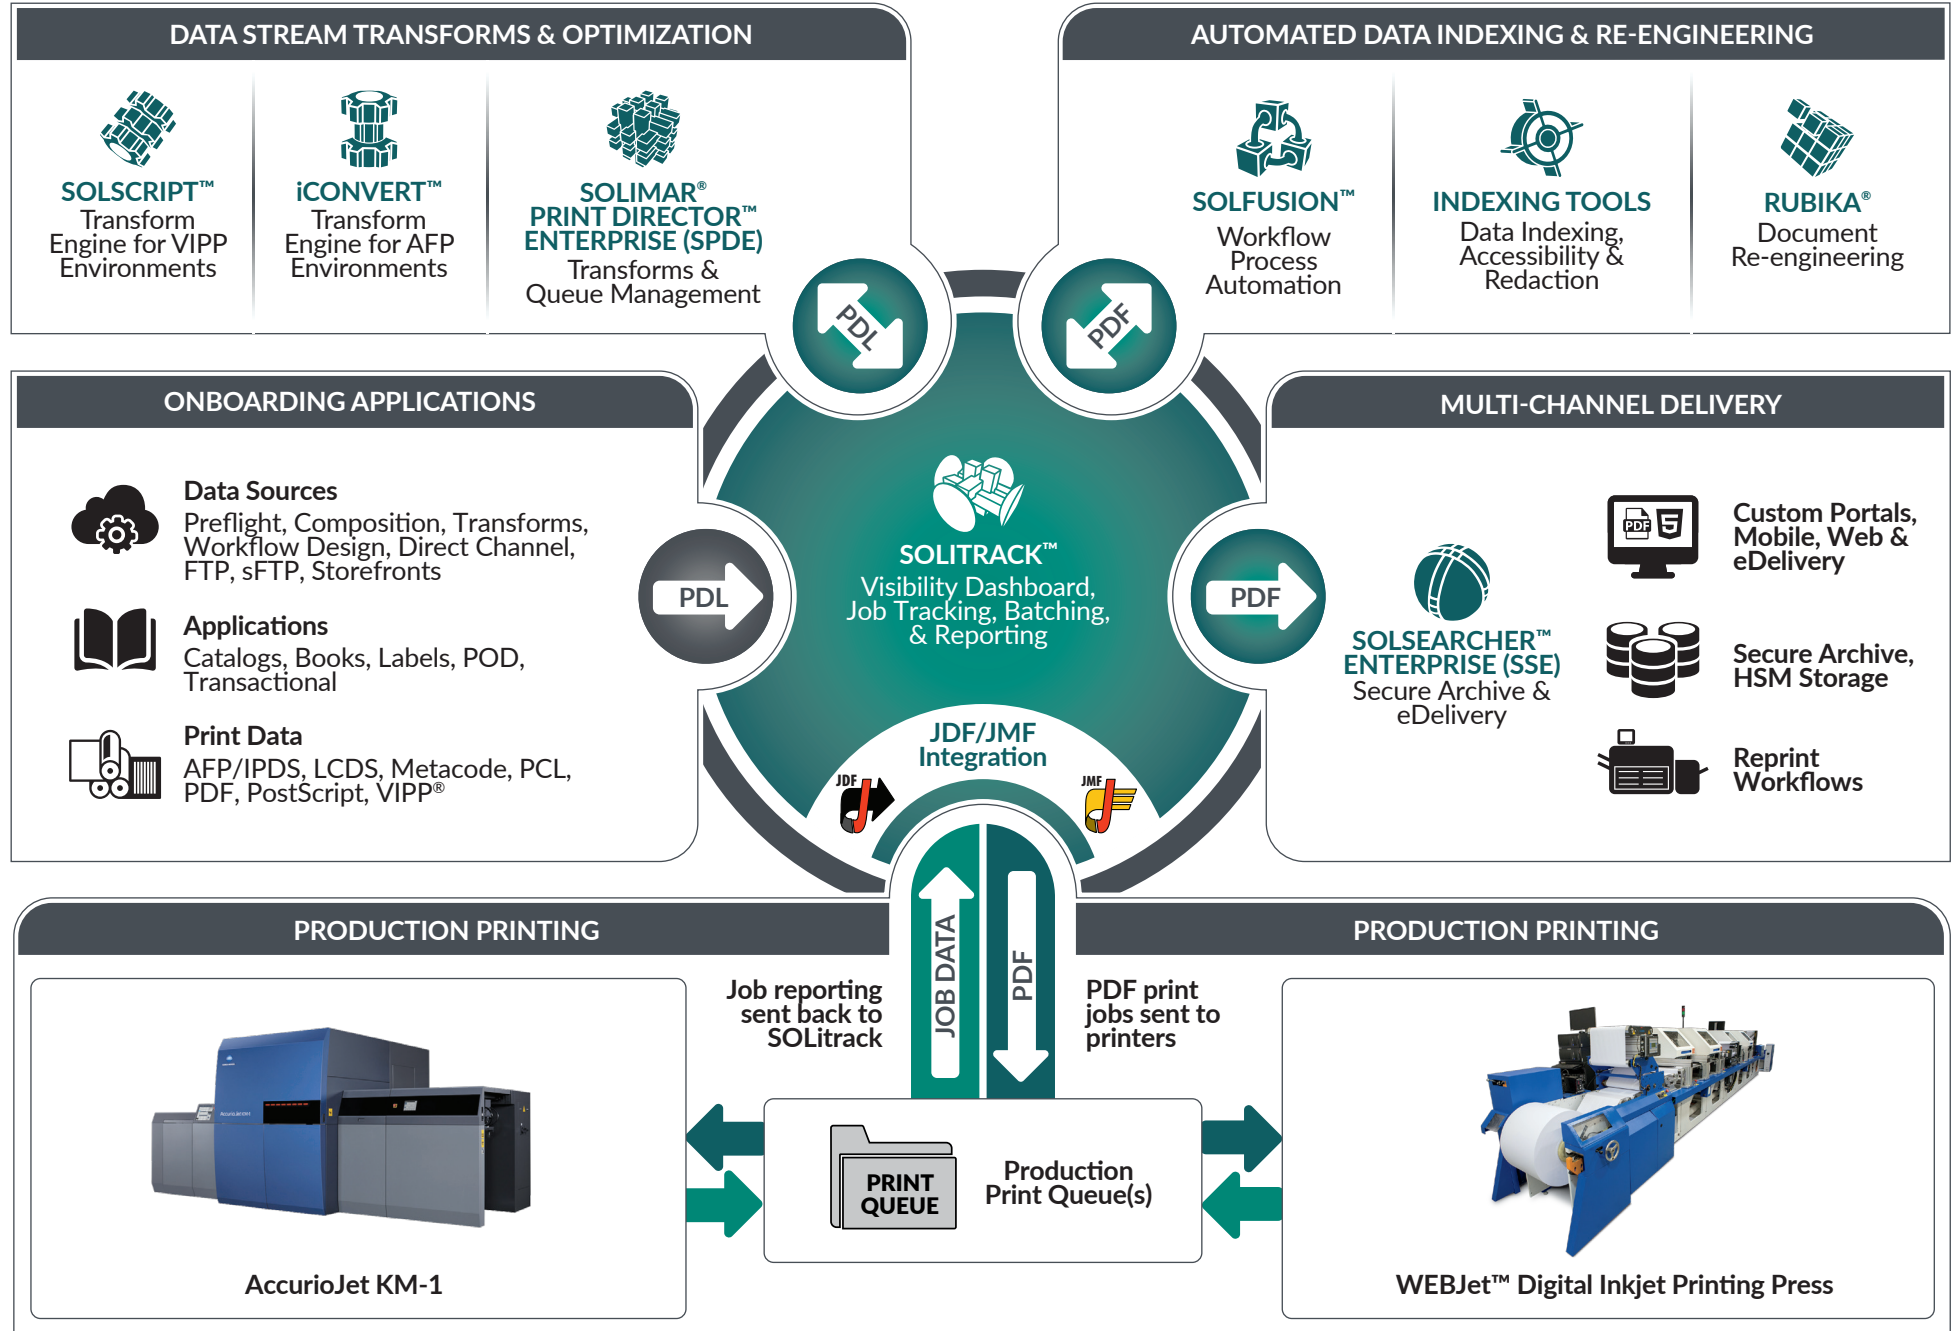 DATA STREAM TRANSFORMS & OPTIMIZATION
SOLSCRIPT™
Transform
Engine for VIPP
Environments
iCONVERT™
Transform
Engine for AFP
Environments
SOLIMAR®
PRINT DIRECTOR™
ENTERPRISE (SPDE)
Transforms &
Queue Management
PDL
AUTOMATED DATA INDEXING & RE-ENGINEERING
SOLFUSION™
Workflow
Process
Automation
INDEXING TOOLS
Data Indexing,
Accessibility &
Redaction
RUBIKA®
Document
Re-engineering
PDF
ONBOARDING APPLICATIONS
Data Sources
Preflight, Composition, Transforms,
Workflow Design, Direct Channel,
FTP, sFTP, Storefronts
Applications
Catalogs, Books, Labels, POD,
Transactional
Print Data
AFP/IPDS, LCDS, Metacode, PCL,
PDF, PostScript, VIPP®
PDL
SOLITRACK™
Visibility Dashboard,
Job Tracking, Batching,
& Reporting
JDF/JMF
Integration
JDF
JMF
PDF
MULTI-CHANNEL DELIVERY
SOLSEARCHER™
ENTERPRISE (SSE)
Secure Archive &
eDelivery
PDF
5
Custom Portals,
Mobile, Web &
eDelivery
Secure Archive,
HSM Storage
Reprint
Workflows
PRODUCTION PRINTING
Job reporting
sent back to
SOLitrack
JOB DATA
PDF
PDF print
jobs sent to
printers
PRODUCTION PRINTING
AccurioJet KM-1
PRINT
QUEUE
Production
Print Queue(s)
WEBJet™ Digital Inkjet Printing Press